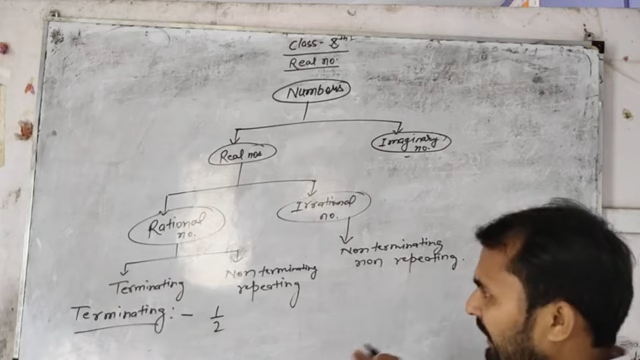 Class- 8th
Real no.
Numbers
Real nos
Imaginary
no.
Rational
no.
Irrational
no.
Terminating
Non terminating
repeating
Non terminating
non repeating.
Terminating:- 1/2